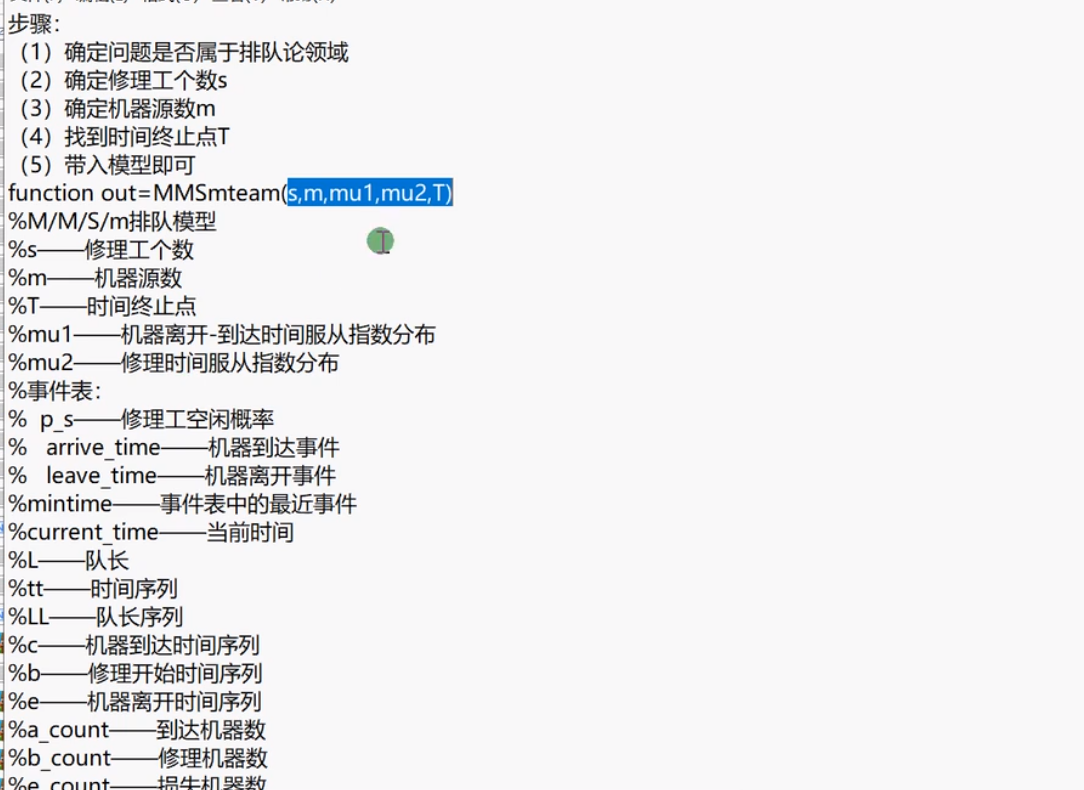 步骤：
（1）确定问题是否属于排队论领域
（2）确定修理工个数s
（3）确定机器源数m
（4）找到时间终止点T
（5）带入模型即可
function out=MMSmteam(s,m,mu1,mu2,T)
%M/M/S/m排队模型
%s——修理工个数
%m——机器源数
%T——时间终止点
%mu1——机器离开-到达时间服从指数分布
%mu2——修理时间服从指数分布
%事件表：
%  p_s——修理工空闲概率
%   arrive_time——机器到达事件
%   leave_time——机器离开事件
%mintime——事件表中的最近事件
%current_time——当前时间
%L——队长
%tt——时间序列
%LL——队长序列
%c——机器到达时间序列
%b——修理开始时间序列
%e——机器离开时间序列
%a_count——到达机器数
%b_count——修理机器数
%e_count——损失机器数